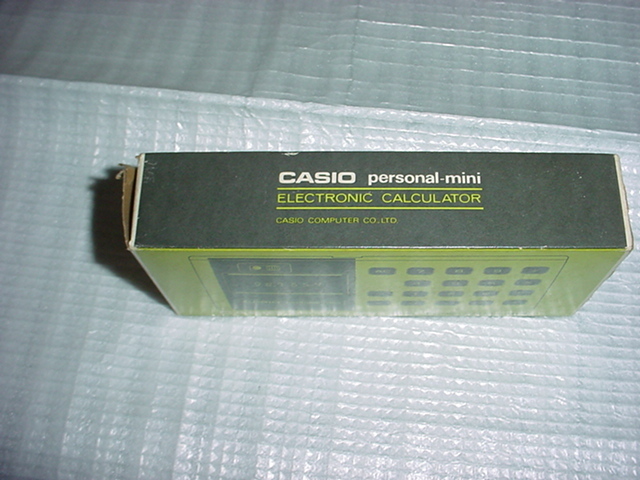 CASIO personal-mini
ELECTRONIC CALCULATOR
CASIO COMPUTER CO., LTD.